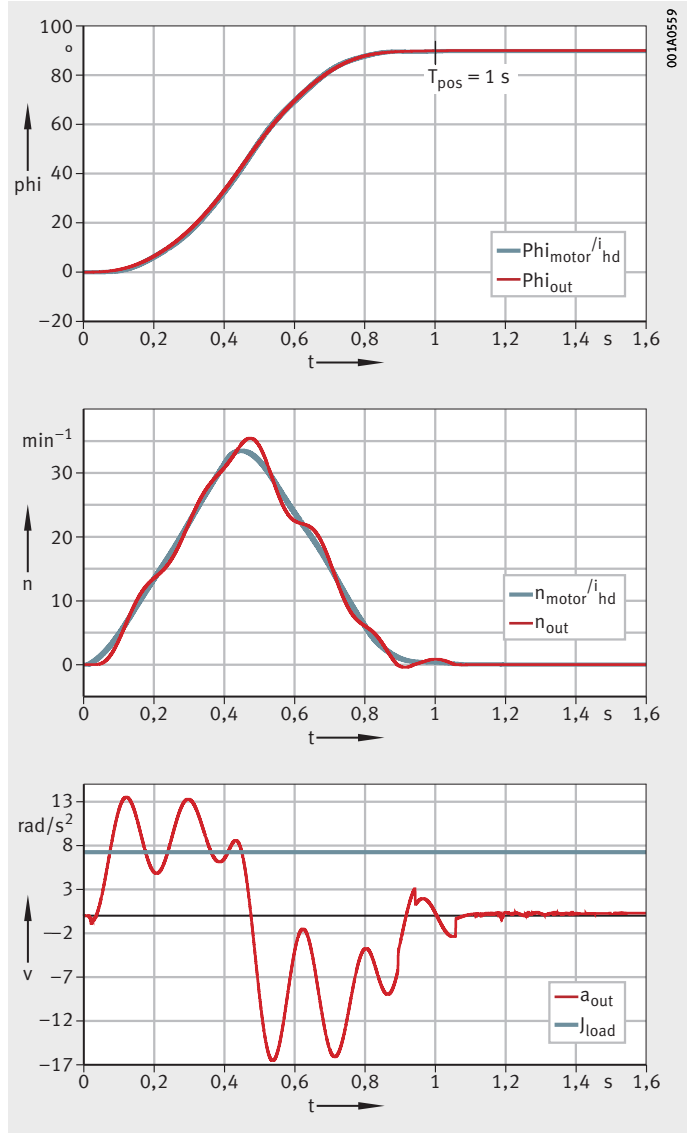 001A0559
100
°
80
60
40
20
0
–20
phi
T_pos = 1 s
Phi_motor/i_hd
Phi_out
0 0,2 0,4 0,6 0,8 1 1,2 1,4 s 1,6
t
min⁻¹
30
20
10
0
n
n_motor/i_hd
n_out
0 0,2 0,4 0,6 0,8 1 1,2 1,4 s 1,6
t
13
rad/s²
8
3
–2
–7
–12
–17
v
a_out
J_load
0 0,2 0,4 0,6 0,8 1 1,2 1,4 s 1,6
t